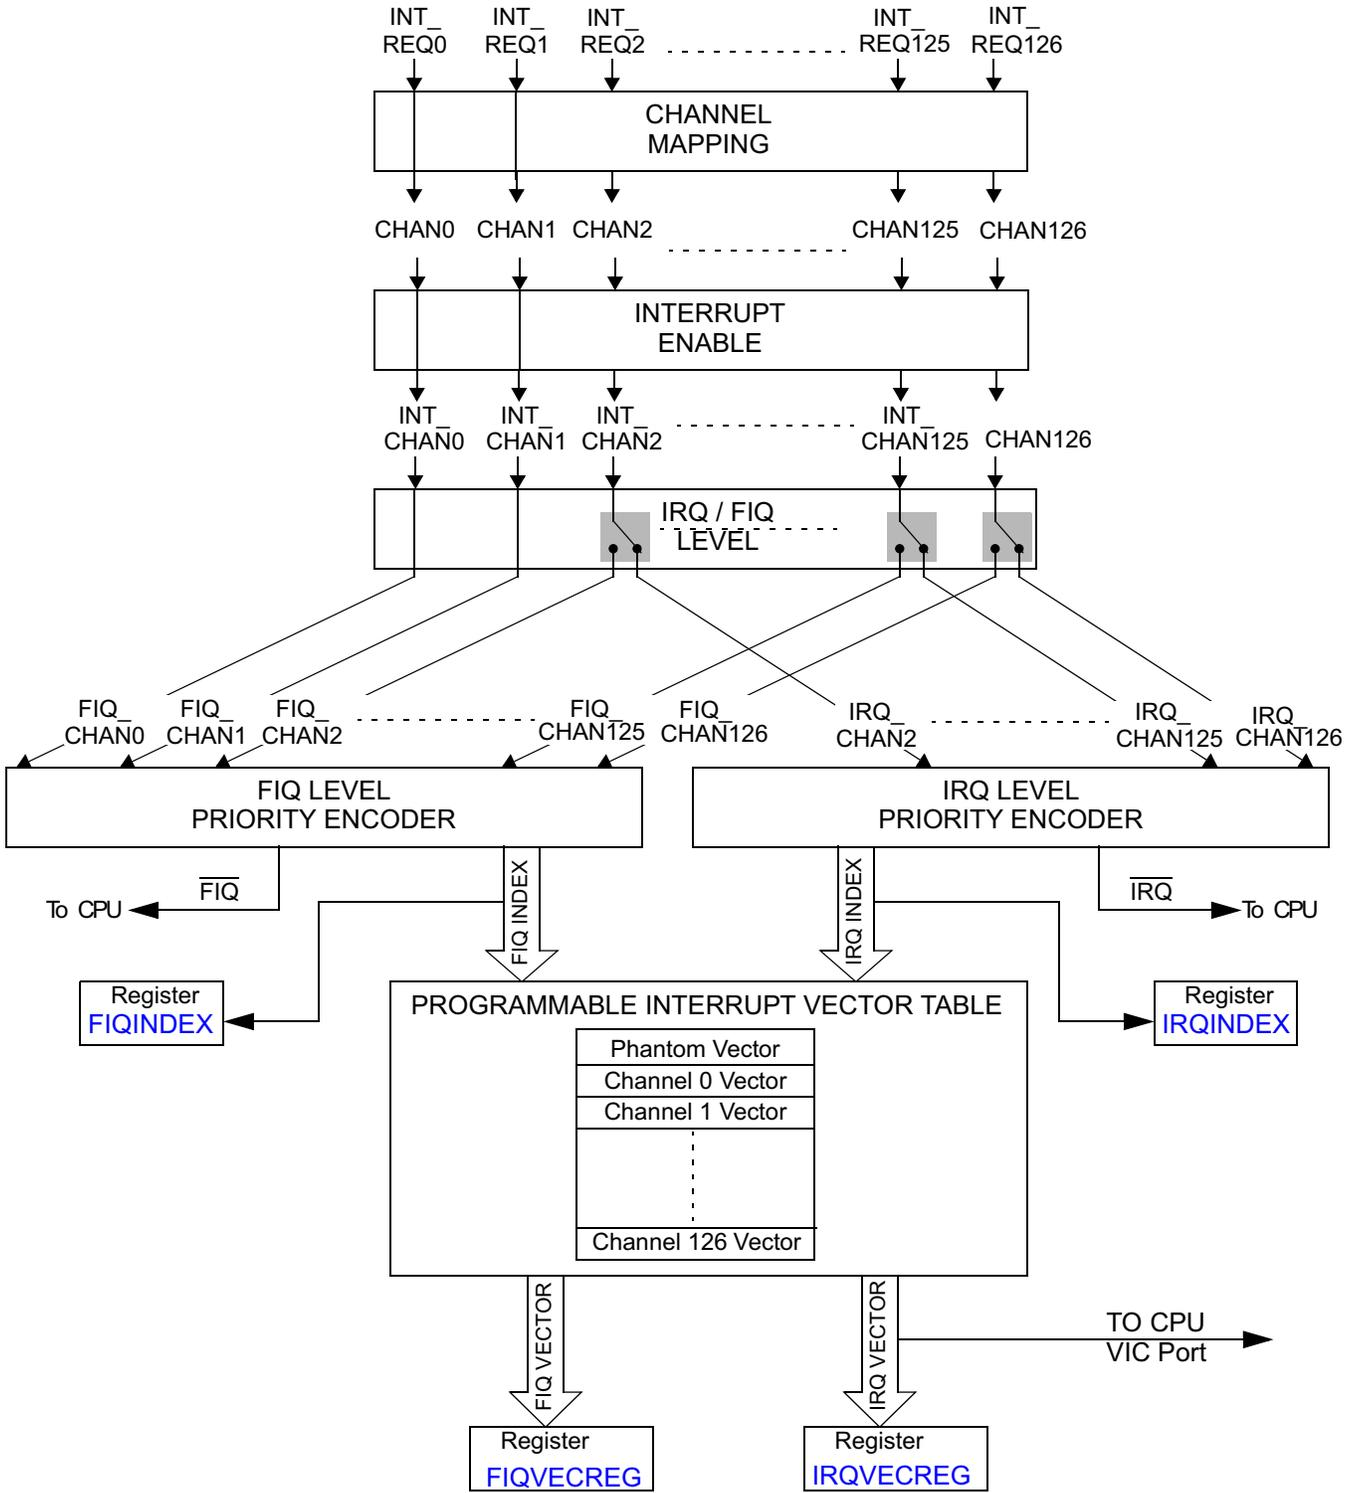 INT_ INT_ INT_ INT_ INT_
REQ0 REQ1 REQ2 REQ125 REQ126
CHANNEL
MAPPING
CHAN0 CHAN1 CHAN2 CHAN125 CHAN126
INTERRUPT
ENABLE
INT_ INT_ INT_ INT_
CHAN0 CHAN1 CHAN2 CHAN125 CHAN126
IRQ / FIQ
LEVEL
FIQ_ FIQ_ FIQ_ FIQ_ FIQ_ IRQ_ IRQ_ IRQ_
CHAN0 CHAN1 CHAN2 CHAN125 CHAN126 CHAN2 CHAN125 CHAN126
FIQ LEVEL
PRIORITY ENCODER
IRQ LEVEL
PRIORITY ENCODER
FIQ
To CPU
FIQ INDEX
IRQ INDEX
IRQ
To CPU
Register
FIQINDEX
Register
IRQINDEX
PROGRAMMABLE INTERRUPT VECTOR TABLE
Phantom Vector
Channel 0 Vector
Channel 1 Vector
Channel 126 Vector
FIQ VECTOR
IRQ VECTOR
TO CPU
VIC Port
Register
FIQVECREG
Register
IRQVECREG